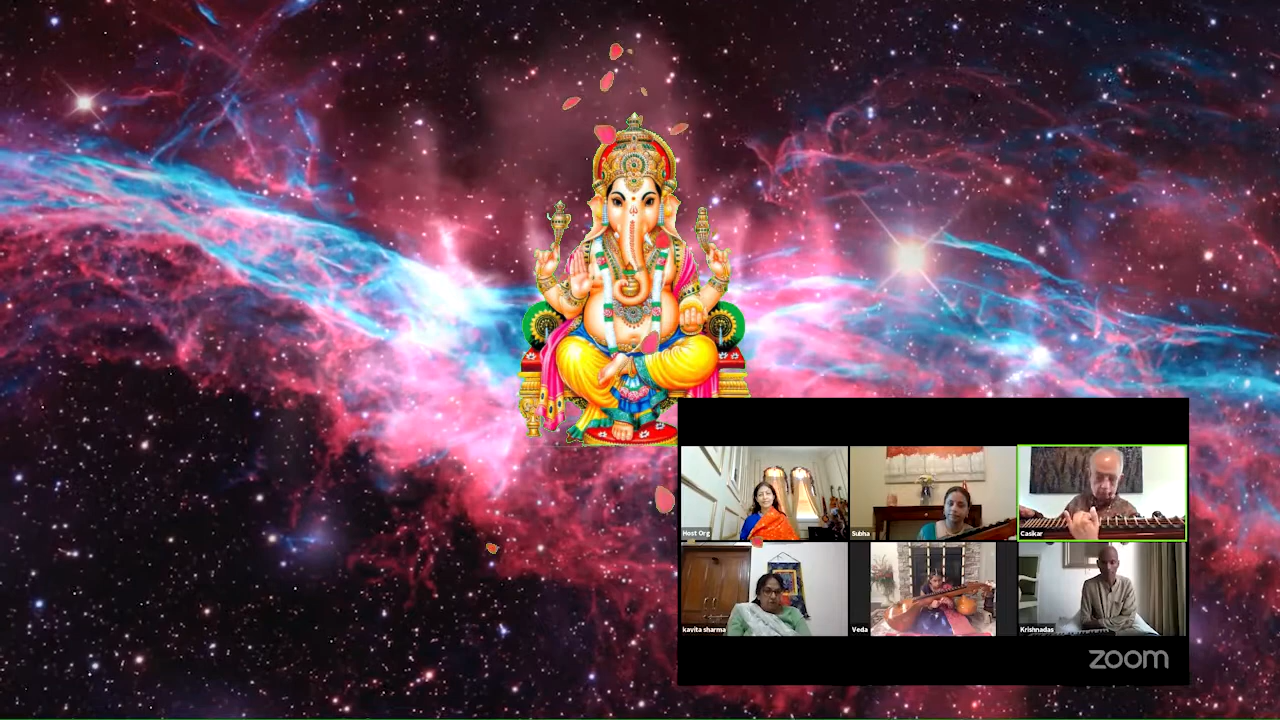 Host Org
Subha
Casikar
kavita sharma
Veda
Krishnadas
zoom